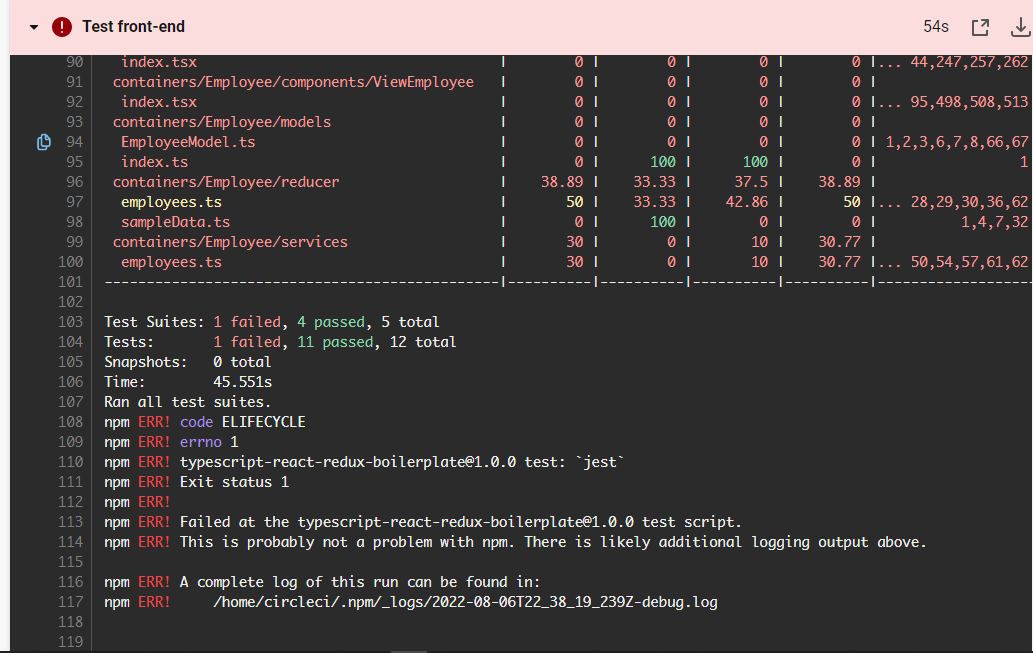 Test front-end 54s
90 index.tsx | 0 | 0 | 0 | 0 |... 44,247,257,262
91 containers/Employee/components/ViewEmployee | 0 | 0 | 0 | 0 |
92 index.tsx | 0 | 0 | 0 | 0 |... 95,498,508,513
93 containers/Employee/models | 0 | 0 | 0 | 0 |
94 EmployeeModel.ts | 0 | 0 | 0 | 0 | 1,2,3,6,7,8,66,67
95 index.ts | 0 | 100 | 100 | 0 | 1
96 containers/Employee/reducer | 38.89 | 33.33 | 37.5 | 38.89 |
97 employees.ts | 50 | 33.33 | 42.86 | 50 |... 28,29,30,36,62
98 sampleData.ts | 0 | 100 | 0 | 0 | 1,4,7,32
99 containers/Employee/services | 30 | 0 | 10 | 30.77 |
100 employees.ts | 30 | 0 | 10 | 30.77 |... 50,54,57,61,62
101 -----------------------------------------------|----------|----------|----------|----------|-------------------
102
103 Test Suites: 1 failed, 4 passed, 5 total
104 Tests: 1 failed, 11 passed, 12 total
105 Snapshots: 0 total
106 Time: 45.551s
107 Ran all test suites.
108 npm ERR! code ELIFECYCLE
109 npm ERR! errno 1
110 npm ERR! typescript-react-redux-boilerplate@1.0.0 test: `jest`
111 npm ERR! Exit status 1
112 npm ERR!
113 npm ERR! Failed at the typescript-react-redux-boilerplate@1.0.0 test script.
114 npm ERR! This is probably not a problem with npm. There is likely additional logging output above.
115
116 npm ERR! A complete log of this run can be found in:
117 npm ERR! /home/circleci/.npm/_logs/2022-08-06T22_38_19_239Z-debug.log
118
119